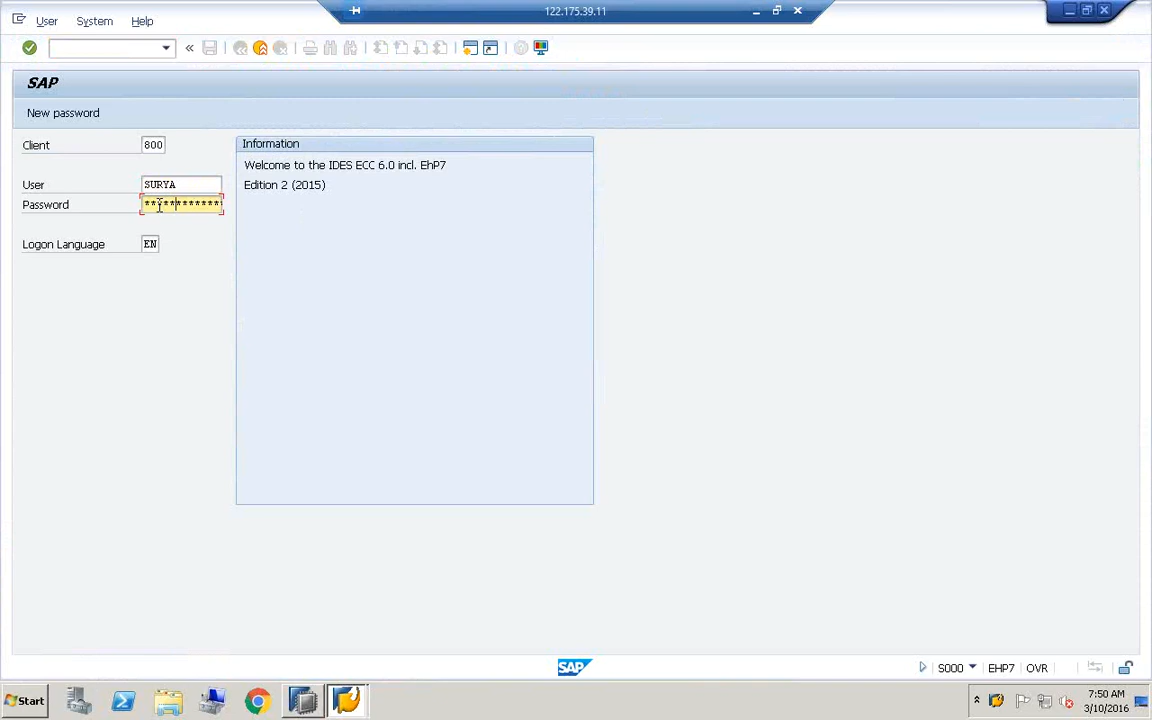 122.175.39.11
User System Help
SAP
New password
Client 800
Information
Welcome to the IDES ECC 6.0 incl. EhP7
Edition 2 (2015)
User SURYA
Password *************
Logon Language EN
SAP
S000 EHP7 OVR
Start
7:50 AM
3/10/2016